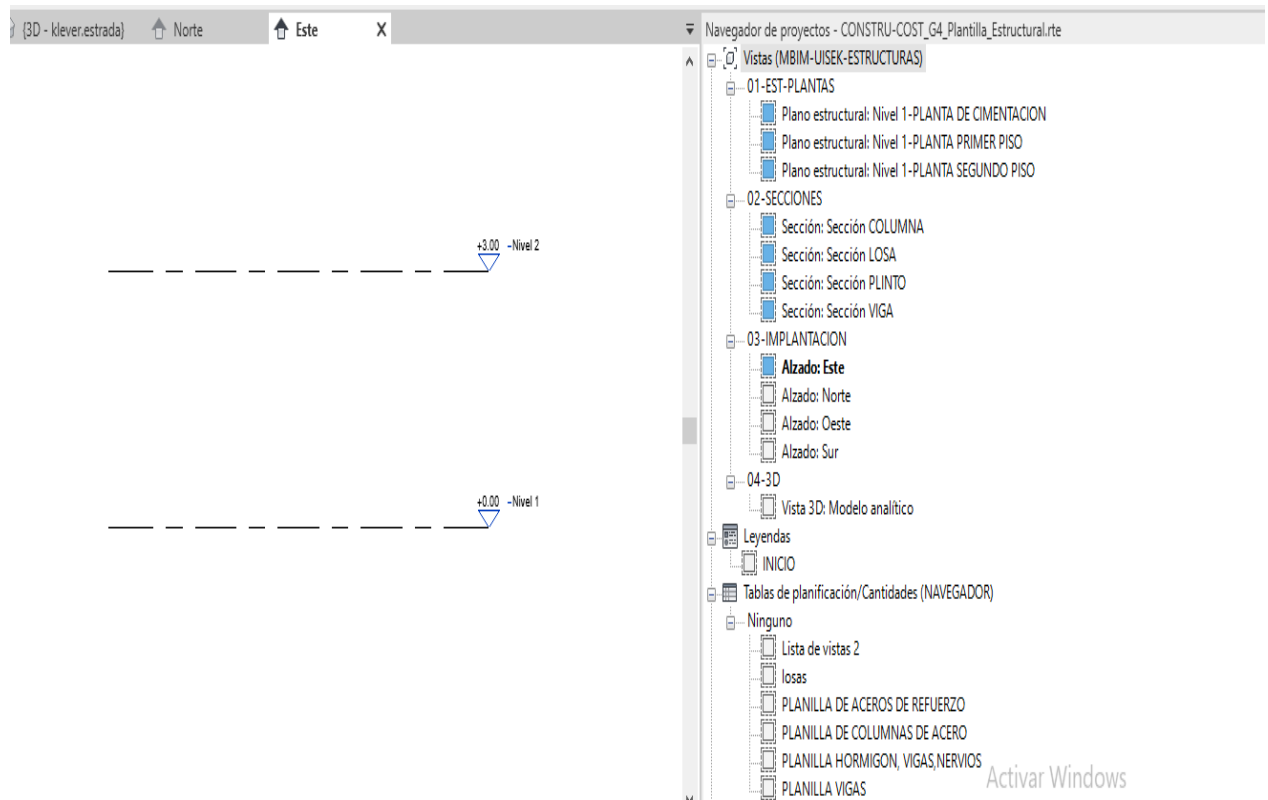 {3D - klever.estrada}
Norte
Este
X
Navegador de proyectos - CONSTRU-COST_G4_Plantilla_Estructural.rte
Vistas (MBIM-UISEK-ESTRUCTURAS)
01-EST-PLANTAS
Plano estructural: Nivel 1-PLANTA DE CIMENTACION
Plano estructural: Nivel 1-PLANTA PRIMER PISO
Plano estructural: Nivel 1-PLANTA SEGUNDO PISO
02-SECCIONES
Sección: Sección COLUMNA
Sección: Sección LOSA
Sección: Sección PLINTO
Sección: Sección VIGA
03-IMPLANTACION
Alzado: Este
Alzado: Norte
Alzado: Oeste
Alzado: Sur
04-3D
Vista 3D: Modelo analítico
Leyendas
INICIO
Tablas de planificación/Cantidades (NAVEGADOR)
Ninguno
Lista de vistas 2
losas
PLANILLA DE ACEROS DE REFUERZO
PLANILLA DE COLUMNAS DE ACERO
PLANILLA HORMIGON, VIGAS,NERVIOS
PLANILLA VIGAS
+3.00 -Nivel 2
+0.00 -Nivel 1
Activar Windows